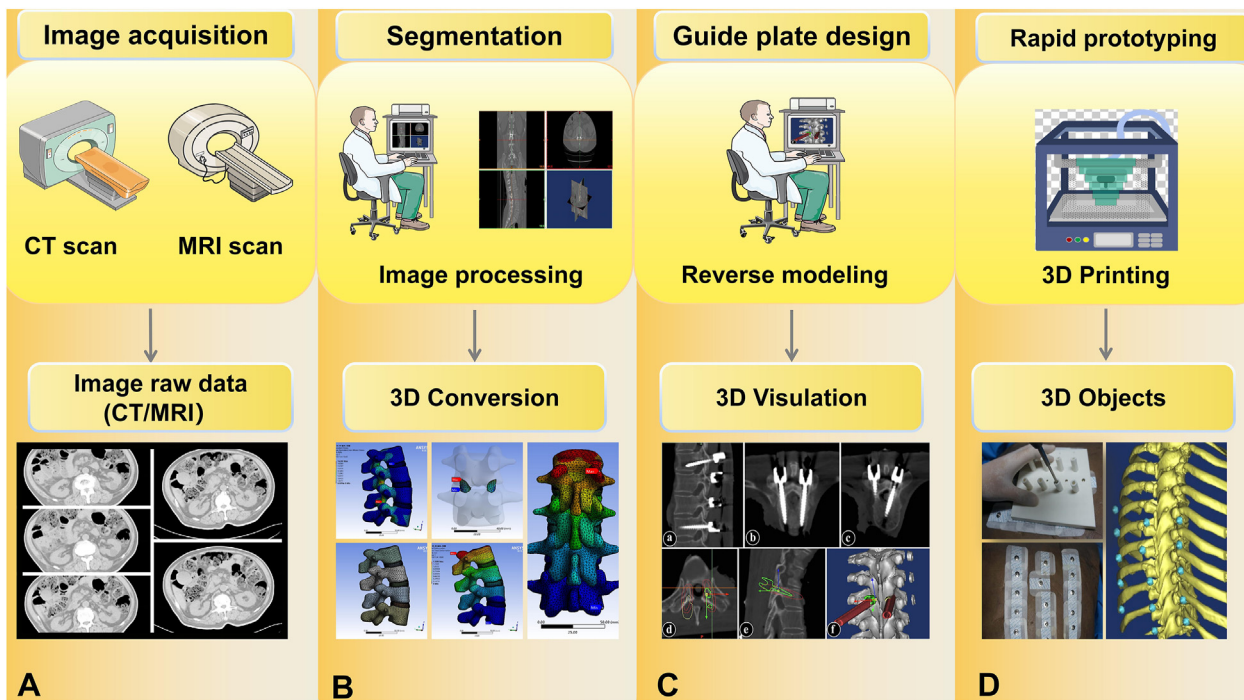 Image acquisition
CT scan
MRI scan
Image raw data
(CT/MRI)
A
Segmentation
Image processing
3D Conversion
B
Guide plate design
Reverse modeling
3D Visulation
a
b
c
d
e
f
C
Rapid prototyping
3D Printing
3D Objects
D